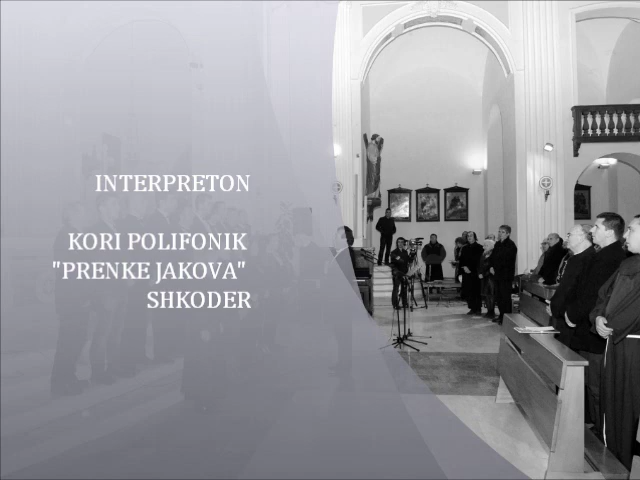 INTERPRETON
KORI POLIFONIK
"PRENKE JAKOVA"
SHKODER